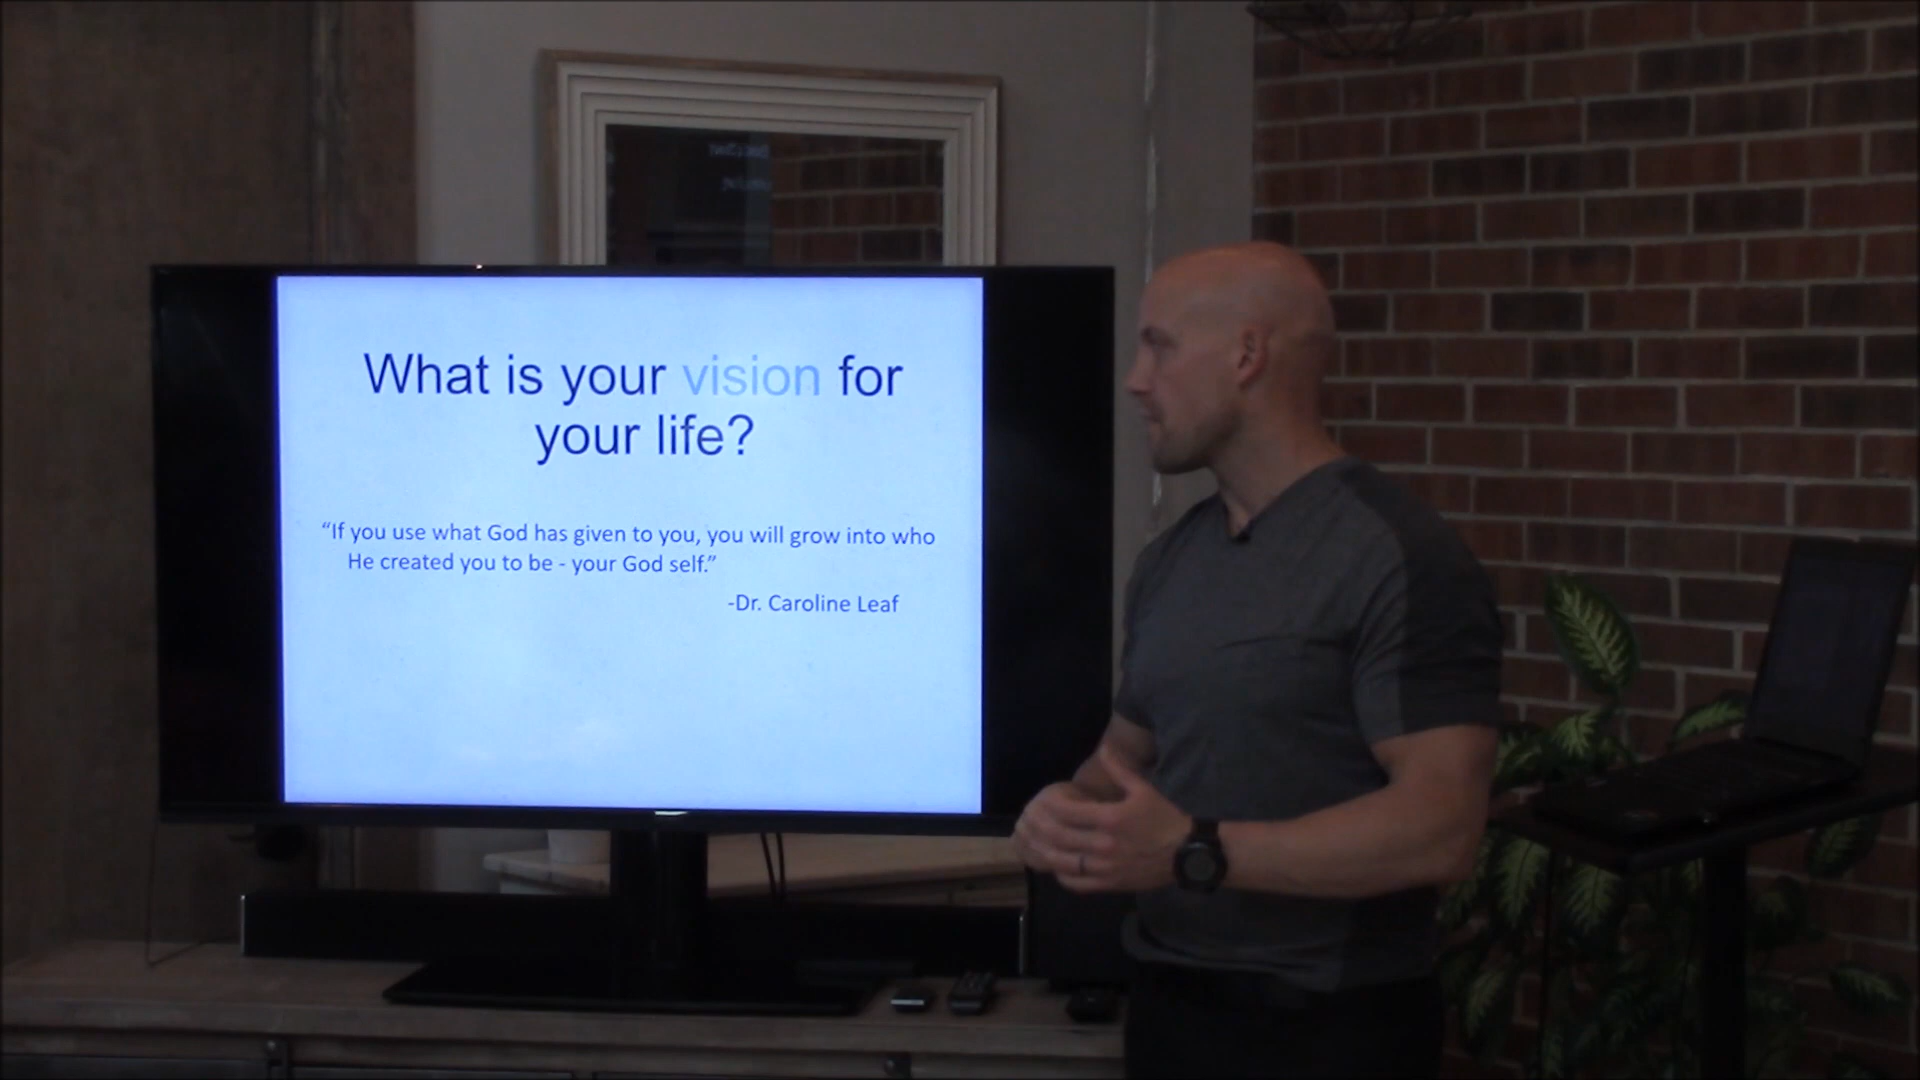 What is your vision for
your life?
“If you use what God has given to you, you will grow into who
He created you to be - your God self.”
-Dr. Caroline Leaf